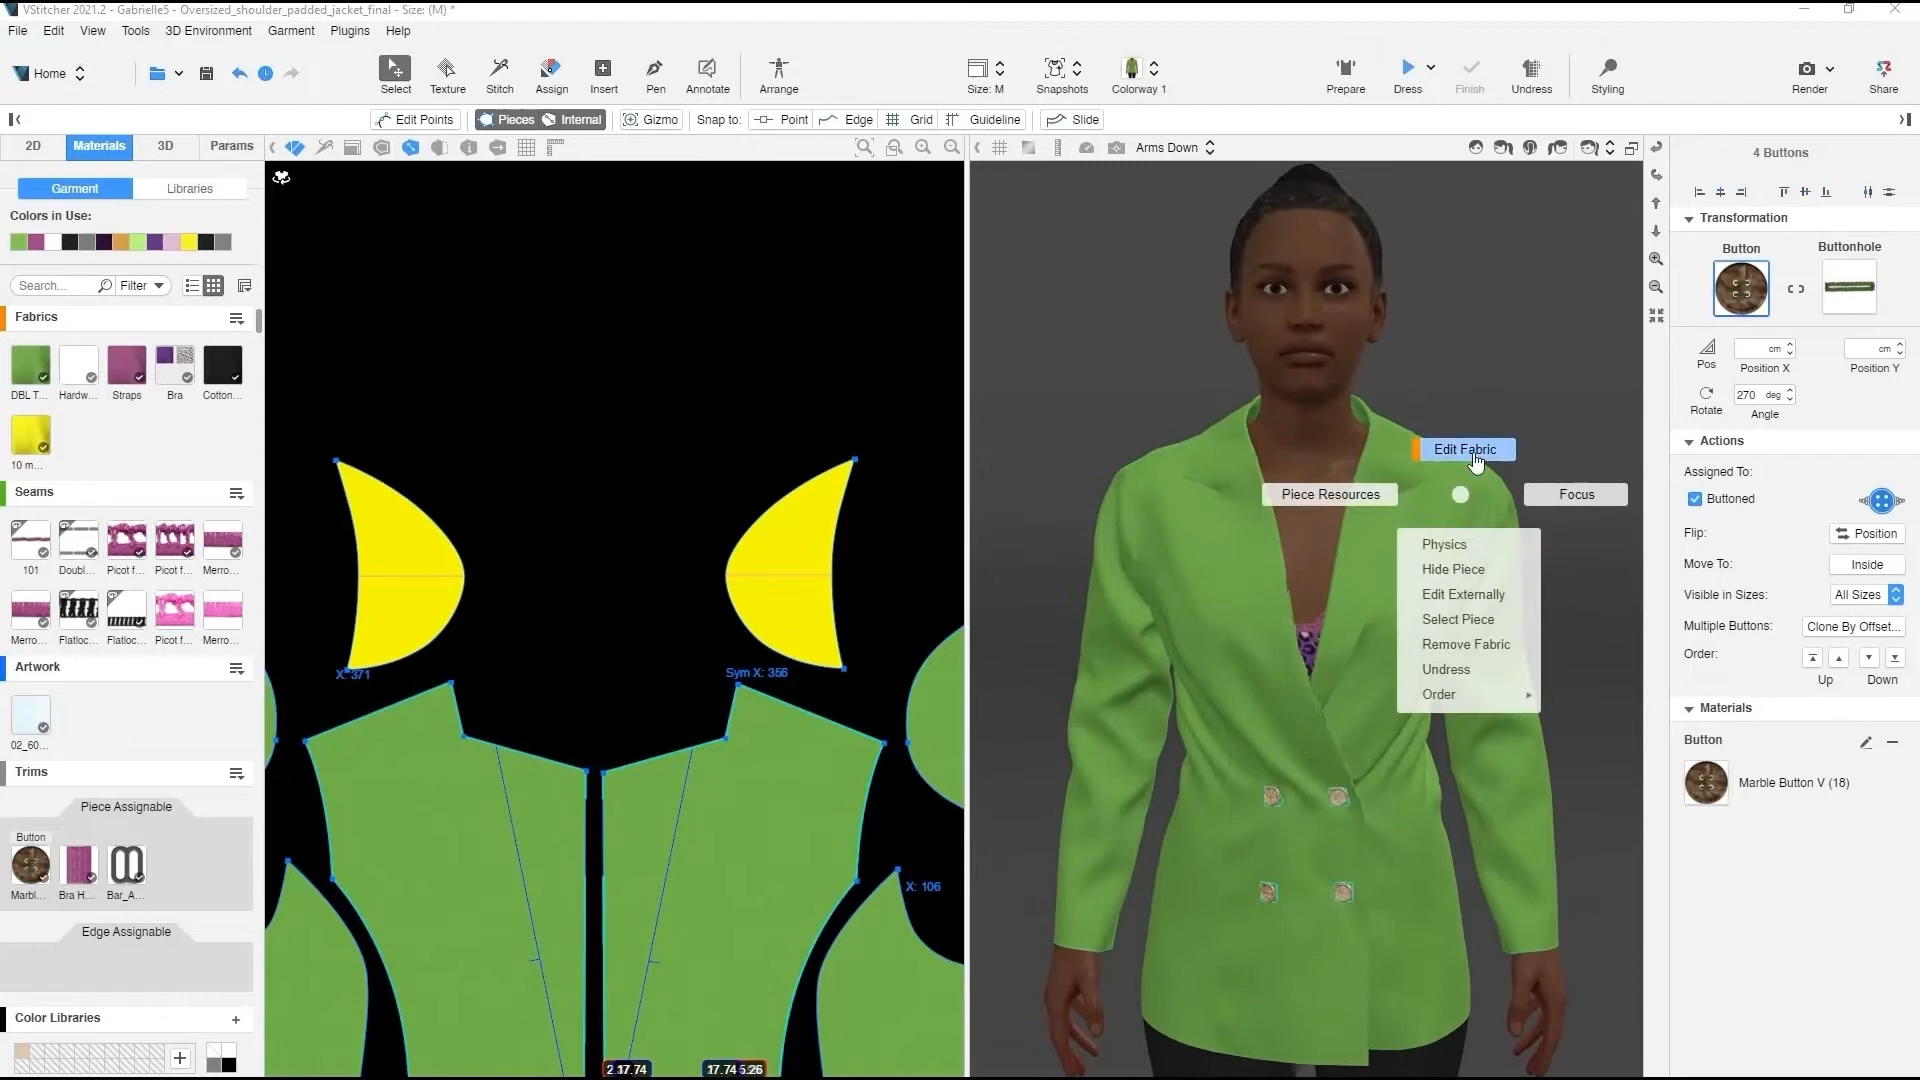 VStitcher 2021.2 - Gabrielle5 - Oversized_shoulder_padded_jacket_final - Size: (M) *
File Edit View Tools 3D Environment Garment Plugins Help
Home
Select Texture Stitch Assign Insert Pen Annotate Arrange Size: M Snapshots Colorway 1 Prepare Dress Finish Undress Styling Render Share
Edit Points Pieces Internal Gizmo Snap to: Point Edge Grid Guideline Slide
2D Materials 3D Params
Arms Down
4 Buttons
Garment Libraries
Colors in Use:
Search... Filter
Fabrics
DBL T... Hardw... Straps Bra Cotton...
10 m...
Seams
101 Doubl... Picot f... Picot f... Merro...
Merro... Flatloc... Flatloc... Picot f... Merro...
Artwork
02_60...
Trims
Piece Assignable
Button
Marbl... Bra H... Bar_A...
Edge Assignable
Color Libraries
+
X: 371
Sym X: 356
X: 106
17.74
17.74 5.26
Edit Fabric
Piece Resources
Focus
Physics
Hide Piece
Edit Externally
Select Piece
Remove Fabric
Undress
Order
Transformation
Button Buttonhole
Pos cm cm
Position X Position Y
Rotate 270 deg
Angle
Actions
Assigned To:
Buttoned
Flip: Position
Move To: Inside
Visible in Sizes: All Sizes
Multiple Buttons: Clone By Offset...
Order:
Up Down
Materials
Button
Marble Button V (18)